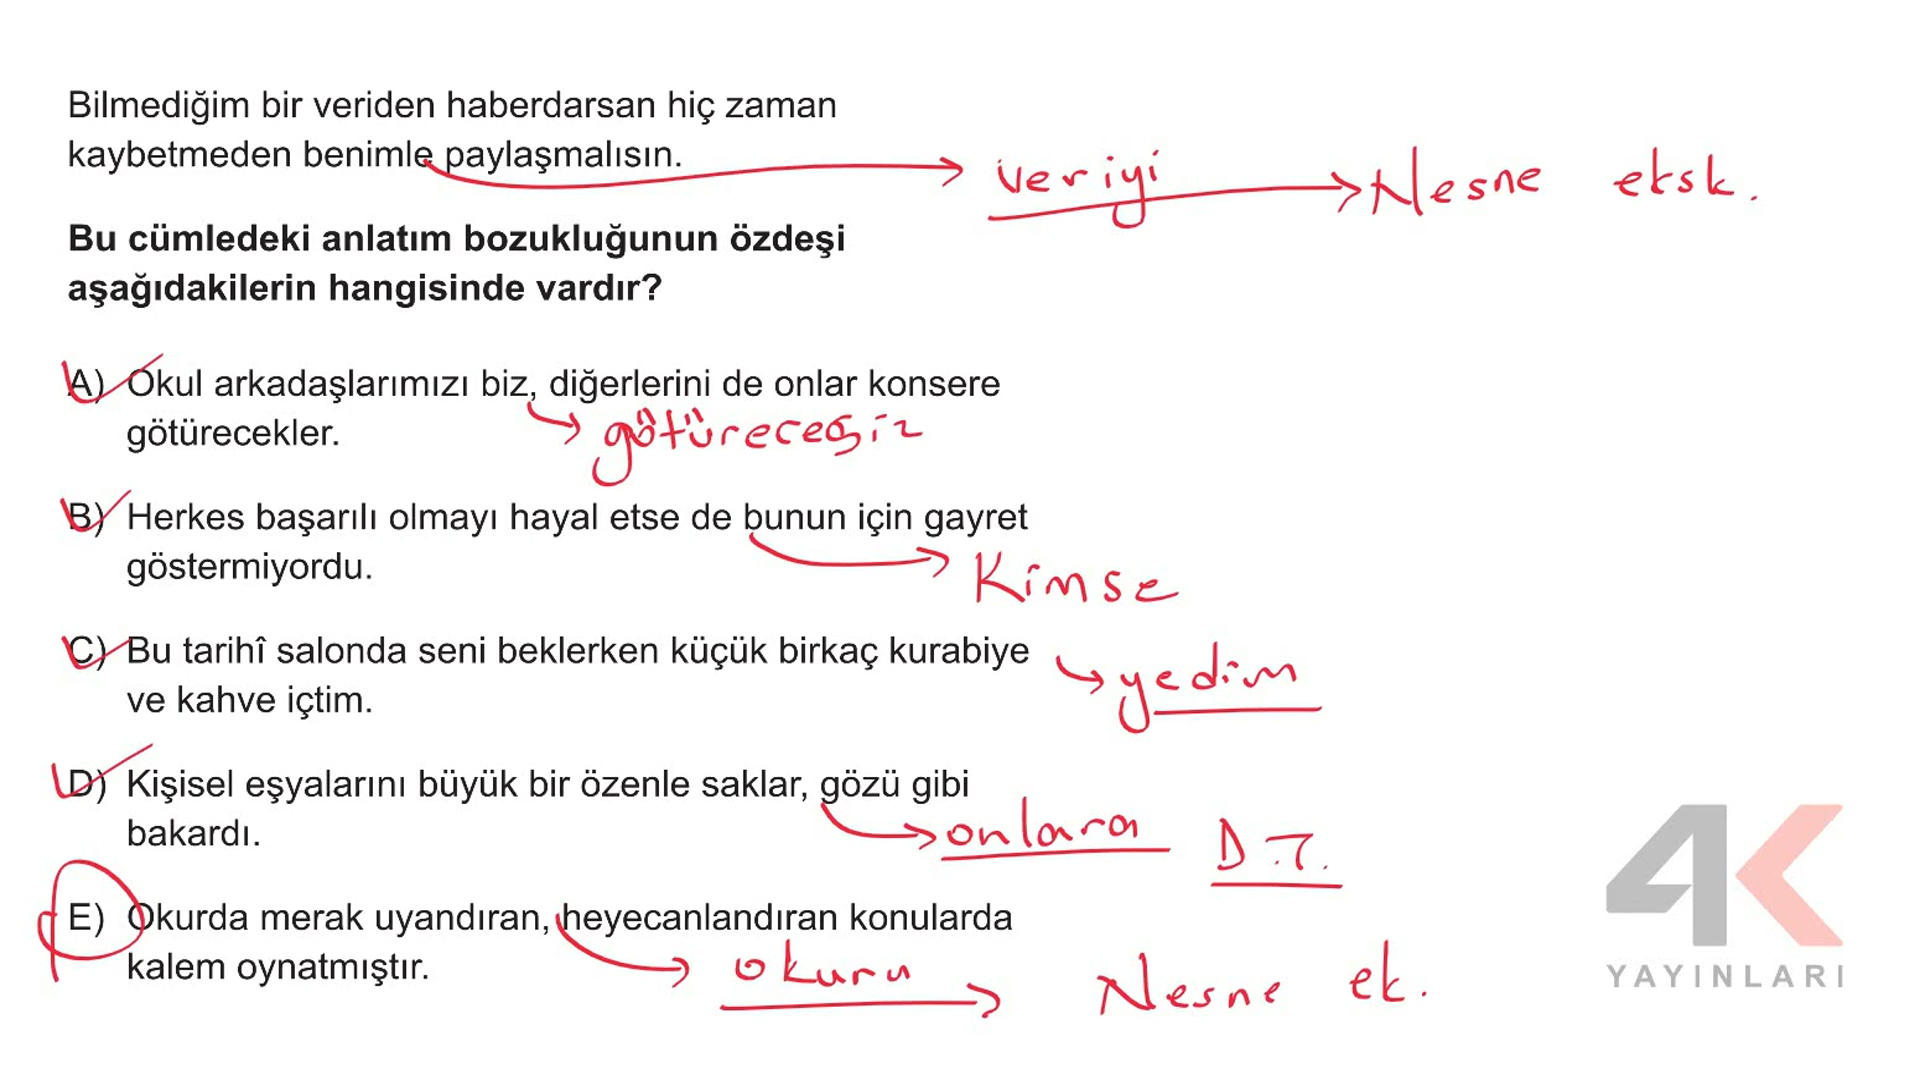 Bilmediğim bir veriden haberdarsan hiç zaman
kaybetmeden benimle paylaşmalısın.
veriyi Nesne eksk.
Bu cümledeki anlatım bozukluğunun özdeşi
aşağıdakilerin hangisinde vardır?
A) Okul arkadaşlarımızı biz, diğerlerini de onlar konsere
götürecekler.
götüreceğiz
B) Herkes başarılı olmayı hayal etse de bunun için gayret
göstermiyordu.
Kimse
C) Bu tarihî salonda seni beklerken küçük birkaç kurabiye
ve kahve içtim.
yedim
D) Kişisel eşyalarını büyük bir özenle saklar, gözü gibi
bakardı.
onlara D.T.
E) Okurda merak uyandıran, heyecanlandıran konularda
kalem oynatmıştır.
okuru Nesne ek.
4K
YAYINLARI